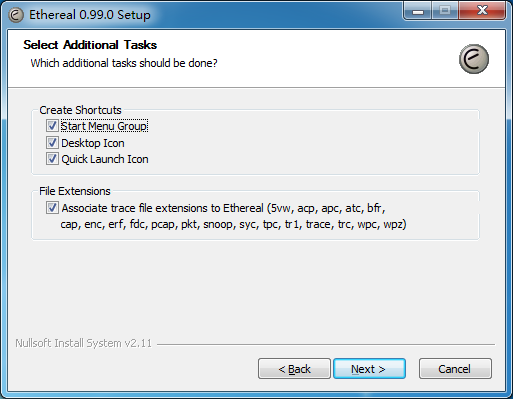 Ethereal 0.99.0 Setup
Select Additional Tasks
Which additional tasks should be done?
Create Shortcuts
Start Menu Group
Desktop Icon
Quick Launch Icon
File Extensions
Associate trace file extensions to Ethereal (5vw, acp, apc, atc, bfr,
cap, enc, erf, fdc, pcap, pkt, snoop, syc, tpc, tr1, trace, trc, wpc, wpz)
Nullsoft Install System v2.11
< Back
Next >
Cancel